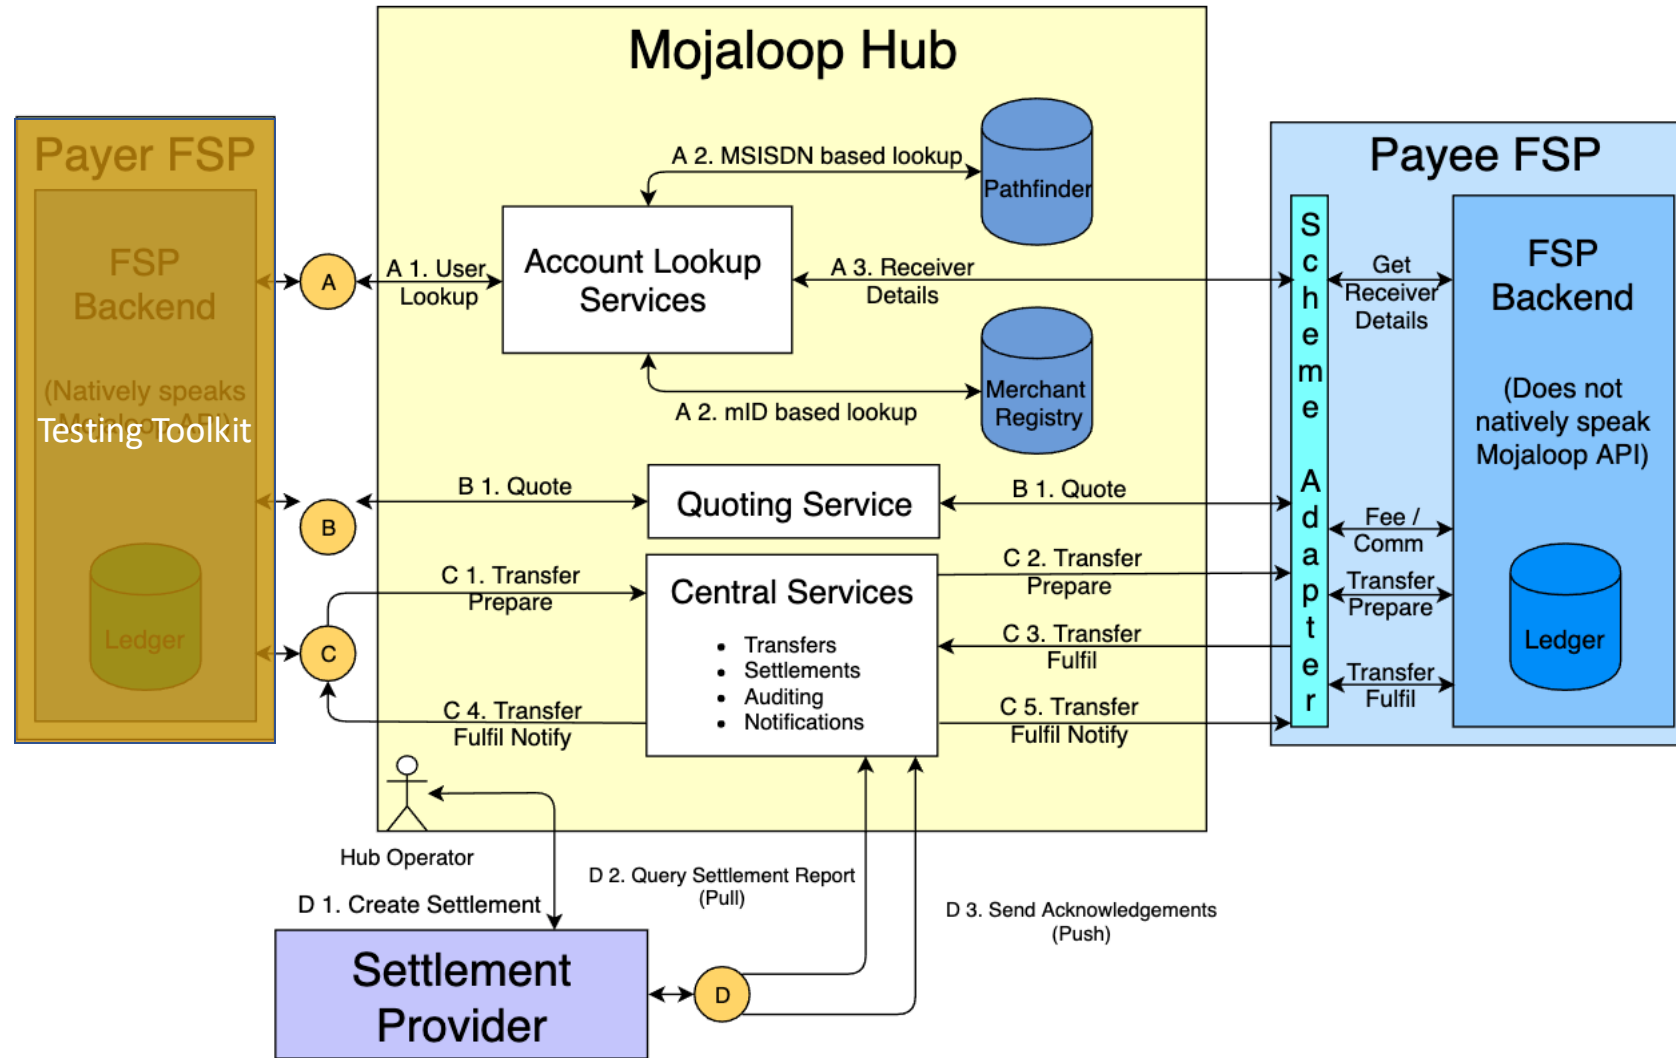 Mojaloop Hub
Payer FSP
FSP
Backend
(Natively speaks
Mojaloop API)
Testing Toolkit
Ledger
A
B
C
A 1. User
Lookup
Account Lookup
Services
A 2. MSISDN based lookup
Pathfinder
A 3. Receiver
Details
A 2. mID based lookup
Merchant
Registry
B 1. Quote
Quoting Service
B 1. Quote
C 1. Transfer
Prepare
Central Services
• Transfers
• Settlements
• Auditing
• Notifications
C 2. Transfer
Prepare
C 3. Transfer
Fulfil
C 4. Transfer
Fulfil Notify
C 5. Transfer
Fulfil Notify
Payee FSP
Scheme Adapter
Get
Receiver
Details
Fee /
Comm
Transfer
Prepare
Transfer
Fulfil
FSP
Backend
(Does not
natively speak
Mojaloop API)
Ledger
Hub Operator
D 1. Create Settlement
D 2. Query Settlement Report
(Pull)
D 3. Send Acknowledgements
(Push)
Settlement
Provider
D